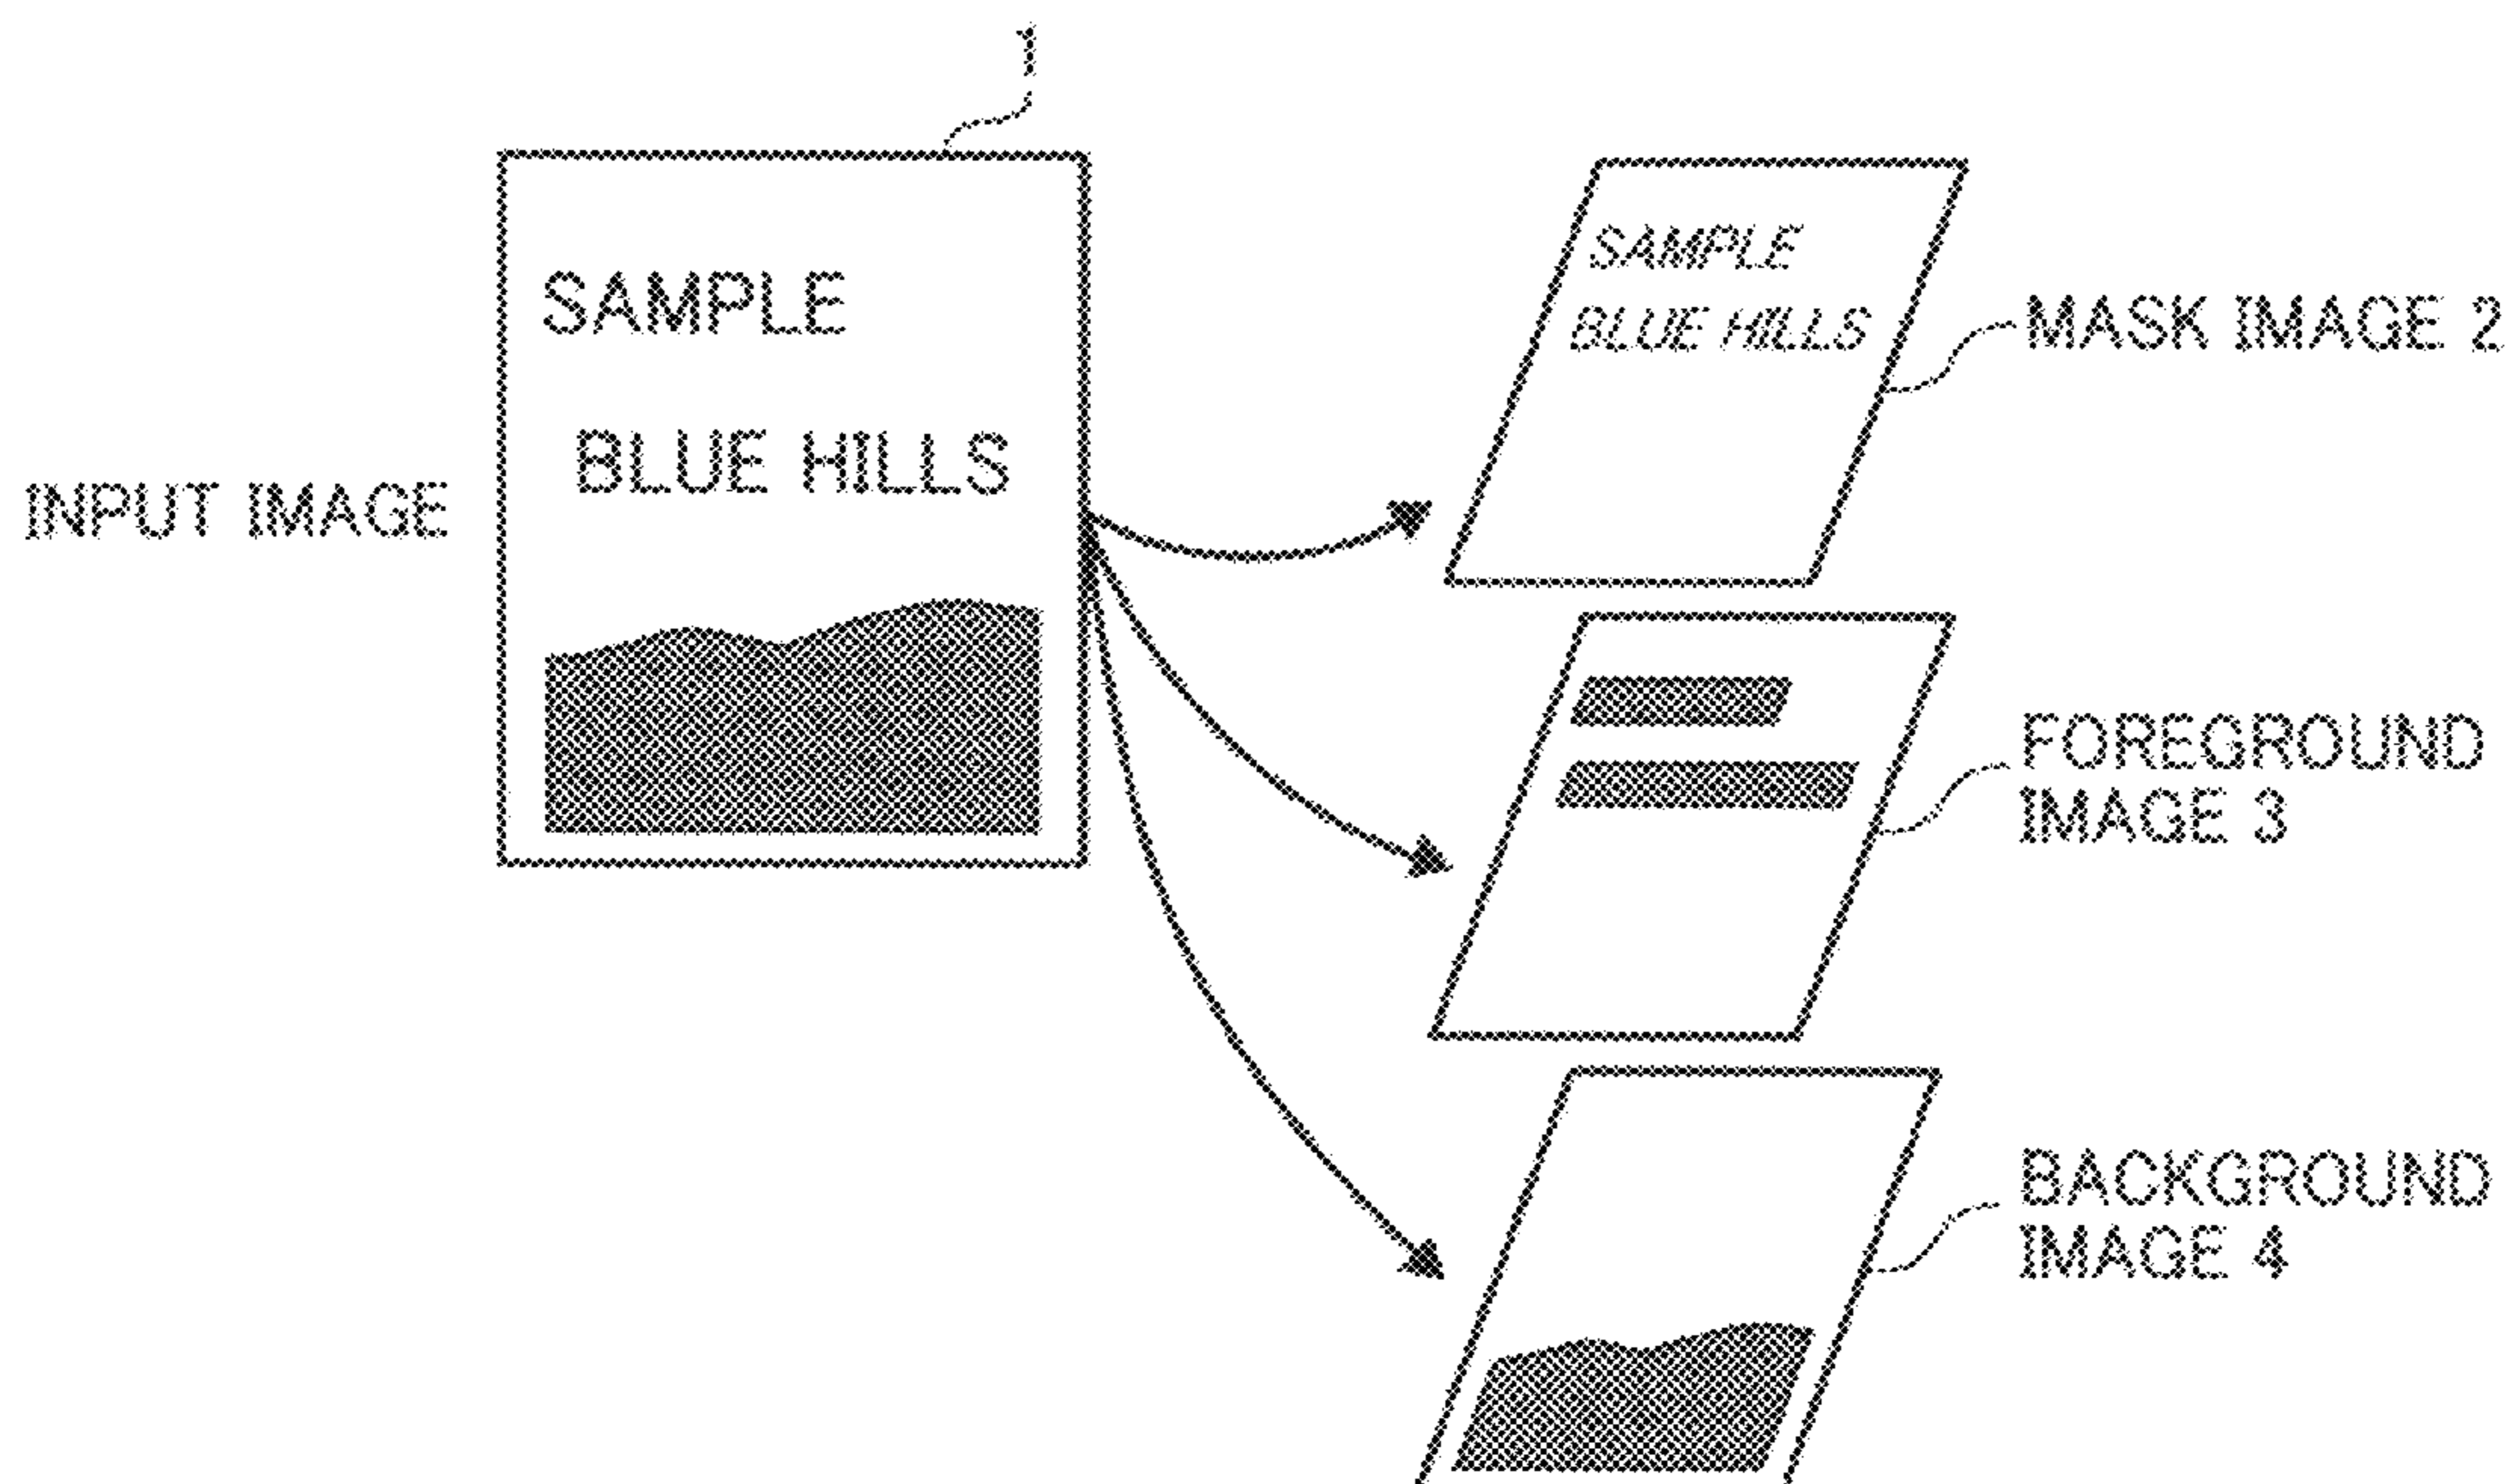 1
SAMPLE
BLUE HILLS
INPUT IMAGE
SAMPLE
BLUE HILLS
MASK IMAGE 2
FOREGROUND
IMAGE 3
BACKGROUND
IMAGE 4